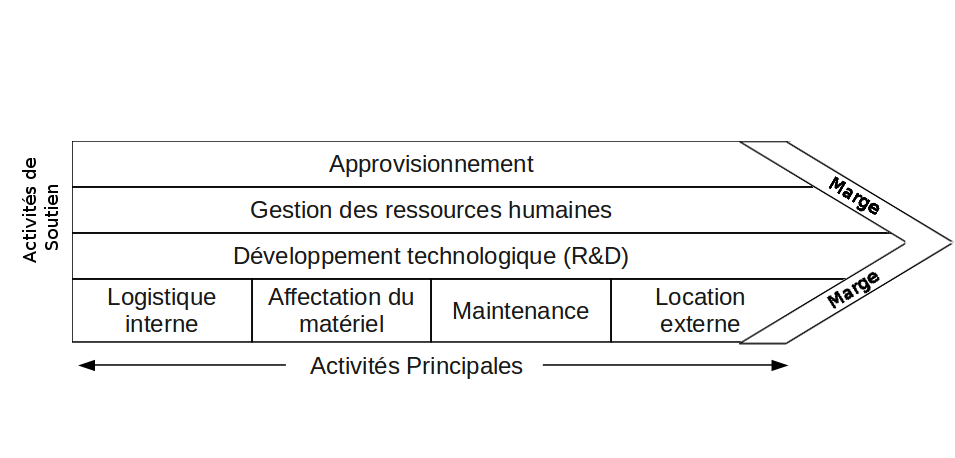 Activités de
Soutien
Approvisionnement
Gestion des ressources humaines
Développement technologique (R&D)
Logistique
interne
Affectation du
matériel
Maintenance
Location
externe
Marge
Marge
Activités Principales